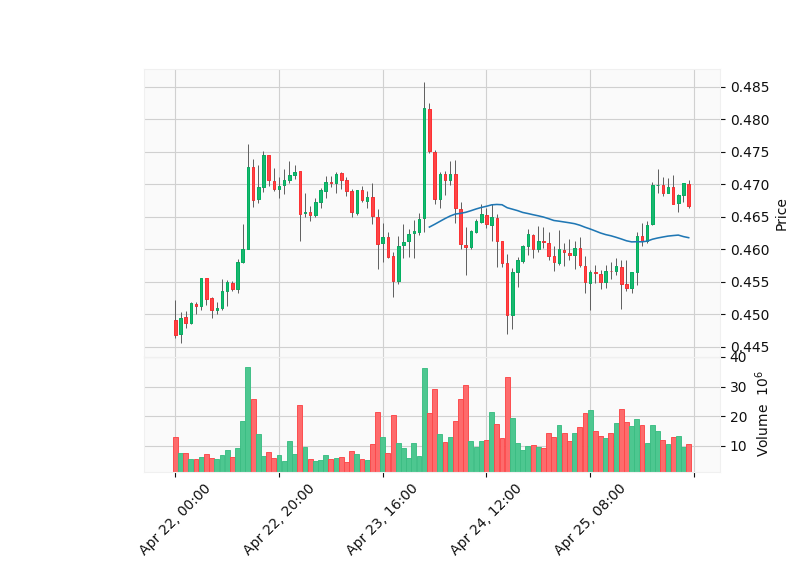 0.485
0.480
0.475
0.470
0.465
0.460
0.455
0.450
0.445
Price
40
30
20
10
Volume 10^6
Apr 22, 00:00
Apr 22, 20:00
Apr 23, 16:00
Apr 24, 12:00
Apr 25, 08:00